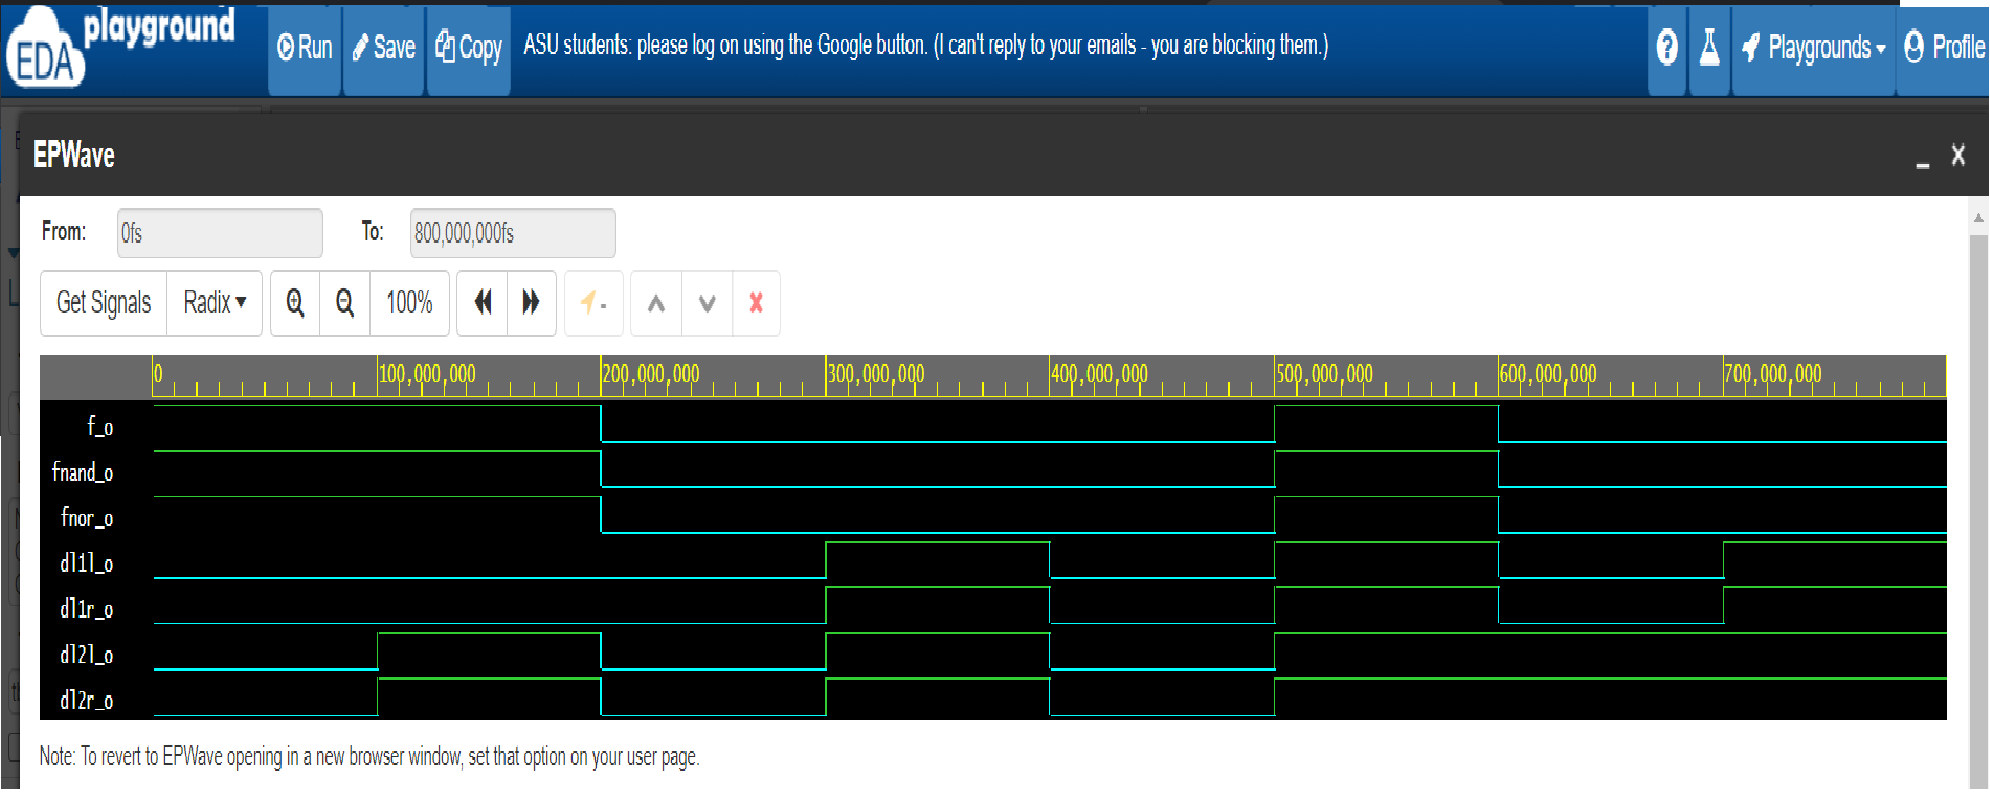 EDA playground
Run
Save
Copy
ASU students: please log on using the Google button. (I can't reply to your emails - you are blocking them.)
Playgrounds
Profile
EPWave
From: 0fs To: 800,000,000fs
Get Signals Radix 100%
0 100,000,000 200,000,000 300,000,000 400,000,000 500,000,000 600,000,000 700,000,000
f_o
fnand_o
fnor_o
dl1l_o
dl1r_o
dl2l_o
dl2r_o
Note: To revert to EPWave opening in a new browser window, set that option on your user page.